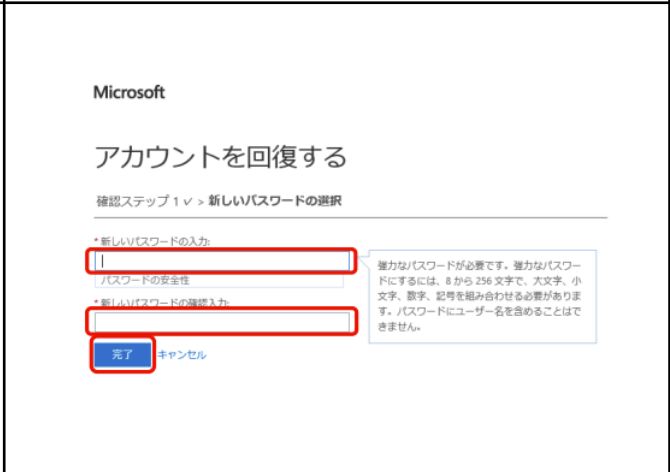 Microsoft
アカウントを回復する
確認ステップ 1 ✓ > 新しいパスワードの選択
* 新しいパスワードの入力:
パスワードの安全性
* 新しいパスワードの確認入力:
完了 キャンセル
強力なパスワードが必要です。強力なパスワー
ドにするには、8 から 256 文字で、大文字、小
文字、数字、記号を組み合わせる必要がありま
す。パスワードにユーザー名を含めることはで
きません。